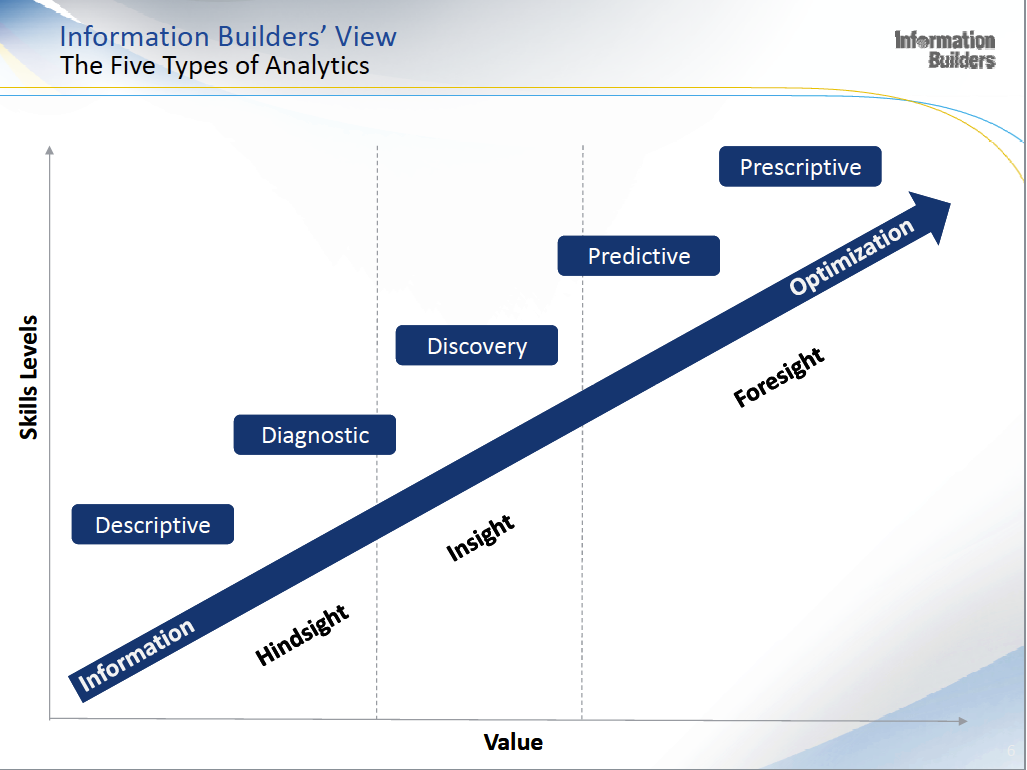 Information Builders’ View
The Five Types of Analytics
Information
Builders
Prescriptive
Predictive
Discovery
Diagnostic
Descriptive
Optimization
Information
Foresight
Insight
Hindsight
Skills Levels
Value
6